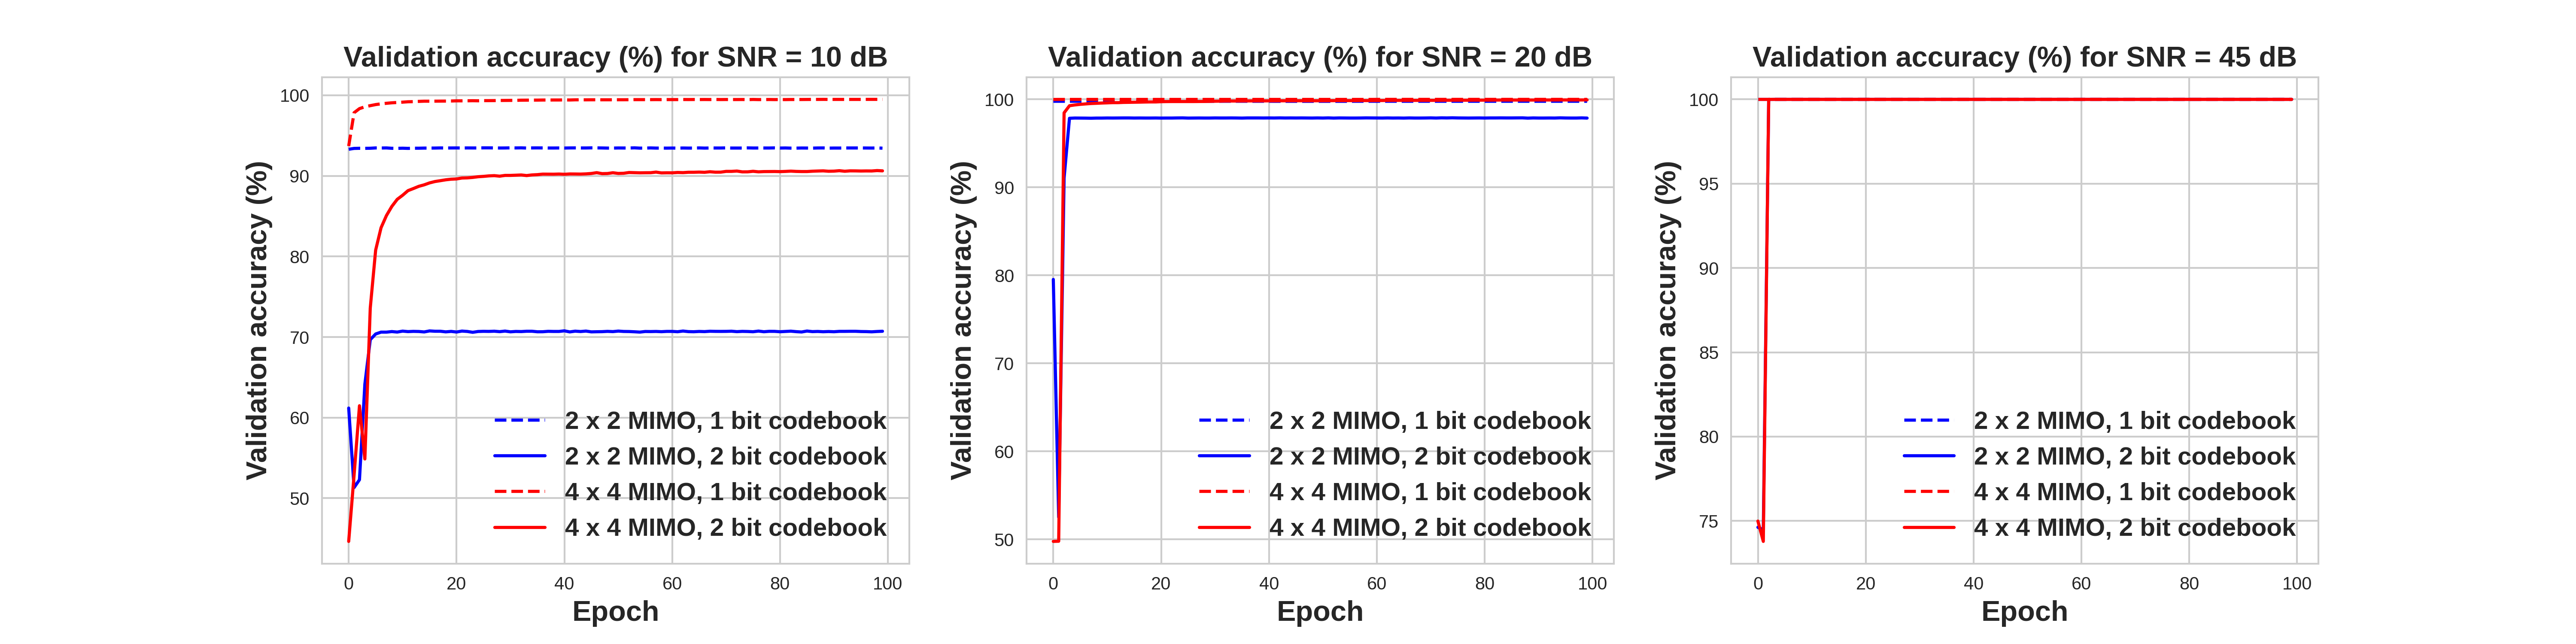 Validation accuracy (%) for SNR = 10 dB
Validation accuracy (%)
100
90
80
70
60
50
2 x 2 MIMO, 1 bit codebook
2 x 2 MIMO, 2 bit codebook
4 x 4 MIMO, 1 bit codebook
4 x 4 MIMO, 2 bit codebook
0 20 40 60 80 100
Epoch
Validation accuracy (%) for SNR = 20 dB
Validation accuracy (%)
100
90
80
70
60
50
2 x 2 MIMO, 1 bit codebook
2 x 2 MIMO, 2 bit codebook
4 x 4 MIMO, 1 bit codebook
4 x 4 MIMO, 2 bit codebook
0 20 40 60 80 100
Epoch
Validation accuracy (%) for SNR = 45 dB
Validation accuracy (%)
100
95
90
85
80
75
2 x 2 MIMO, 1 bit codebook
2 x 2 MIMO, 2 bit codebook
4 x 4 MIMO, 1 bit codebook
4 x 4 MIMO, 2 bit codebook
0 20 40 60 80 100
Epoch